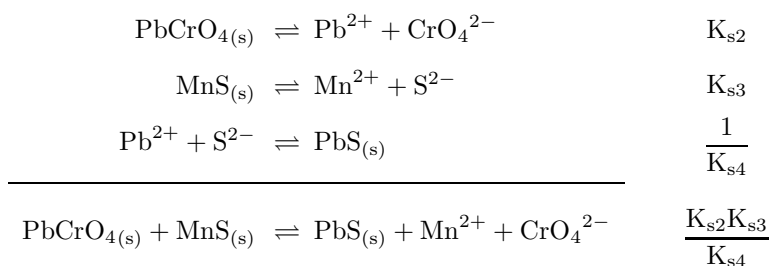 PbCrO₄₍ₛ₎ ⇌ Pb²⁺ + CrO₄²⁻ Kₛ₂
MnS₍ₛ₎ ⇌ Mn²⁺ + S²⁻ Kₛ₃
Pb²⁺ + S²⁻ ⇌ PbS₍ₛ₎ 1/Kₛ₄
PbCrO₄₍ₛ₎ + MnS₍ₛ₎ ⇌ PbS₍ₛ₎ + Mn²⁺ + CrO₄²⁻ Kₛ₂Kₛ₃/Kₛ₄